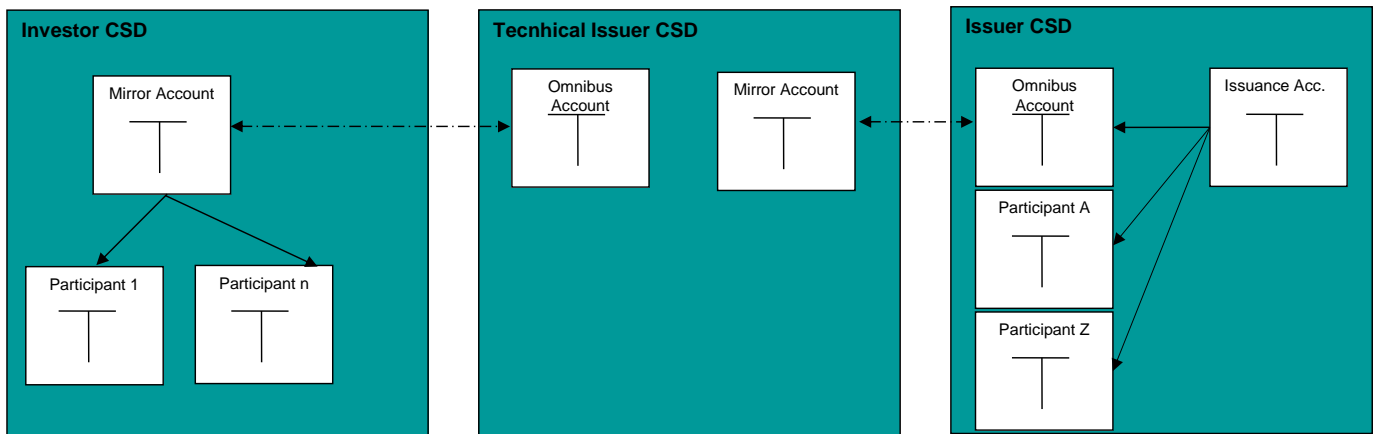 Investor CSD
Mirror Account
Participant 1
Participant n
Tecnhical Issuer CSD
Omnibus
Account
Mirror Account
Issuer CSD
Omnibus
Account
Issuance Acc.
Participant A
Participant Z